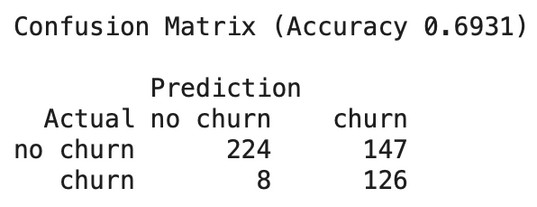 Confusion Matrix (Accuracy 0.6931)
Prediction
Actual no churn churn
no churn 224 147
churn 8 126